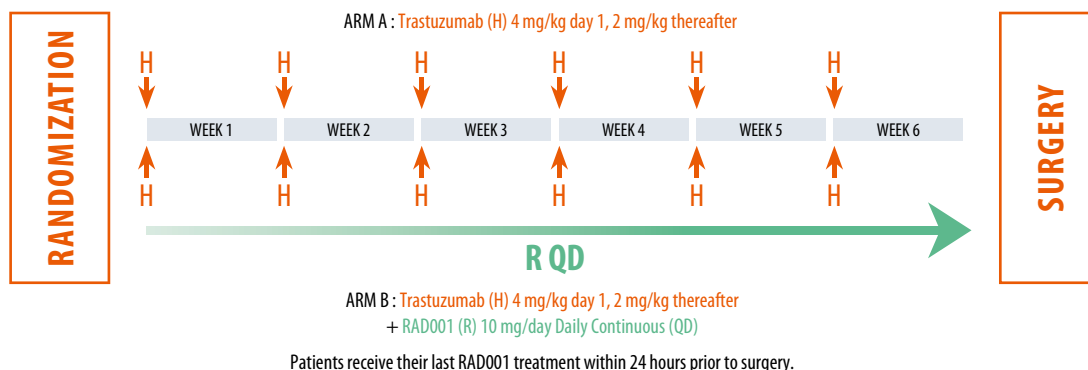 ARM A : Trastuzumab (H) 4 mg/kg day 1, 2 mg/kg thereafter
RANDOMIZATION
H H H H H H
WEEK 1 WEEK 2 WEEK 3 WEEK 4 WEEK 5 WEEK 6
H H H H H H
SURGERY
R QD
ARM B : Trastuzumab (H) 4 mg/kg day 1, 2 mg/kg thereafter
+ RAD001 (R) 10 mg/day Daily Continuous (QD)
Patients receive their last RAD001 treatment within 24 hours prior to surgery.